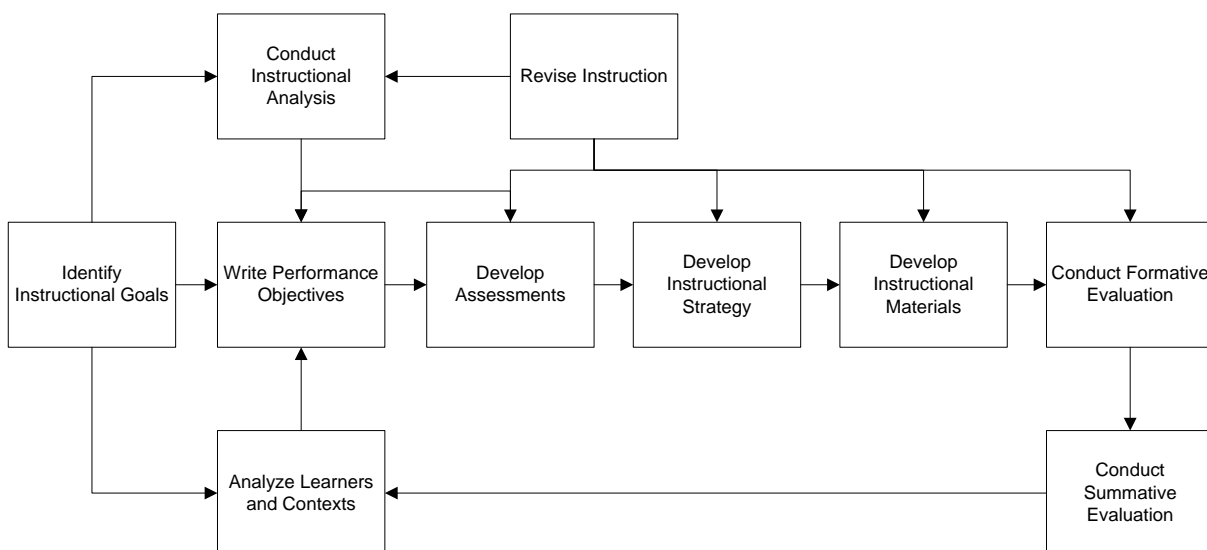 Conduct
Instructional
Analysis
Revise Instruction
Identify
Instructional Goals
Write Performance
Objectives
Develop
Assessments
Develop
Instructional
Strategy
Develop
Instructional
Materials
Conduct Formative
Evaluation
Analyze Learners
and Contexts
Conduct
Summative
Evaluation